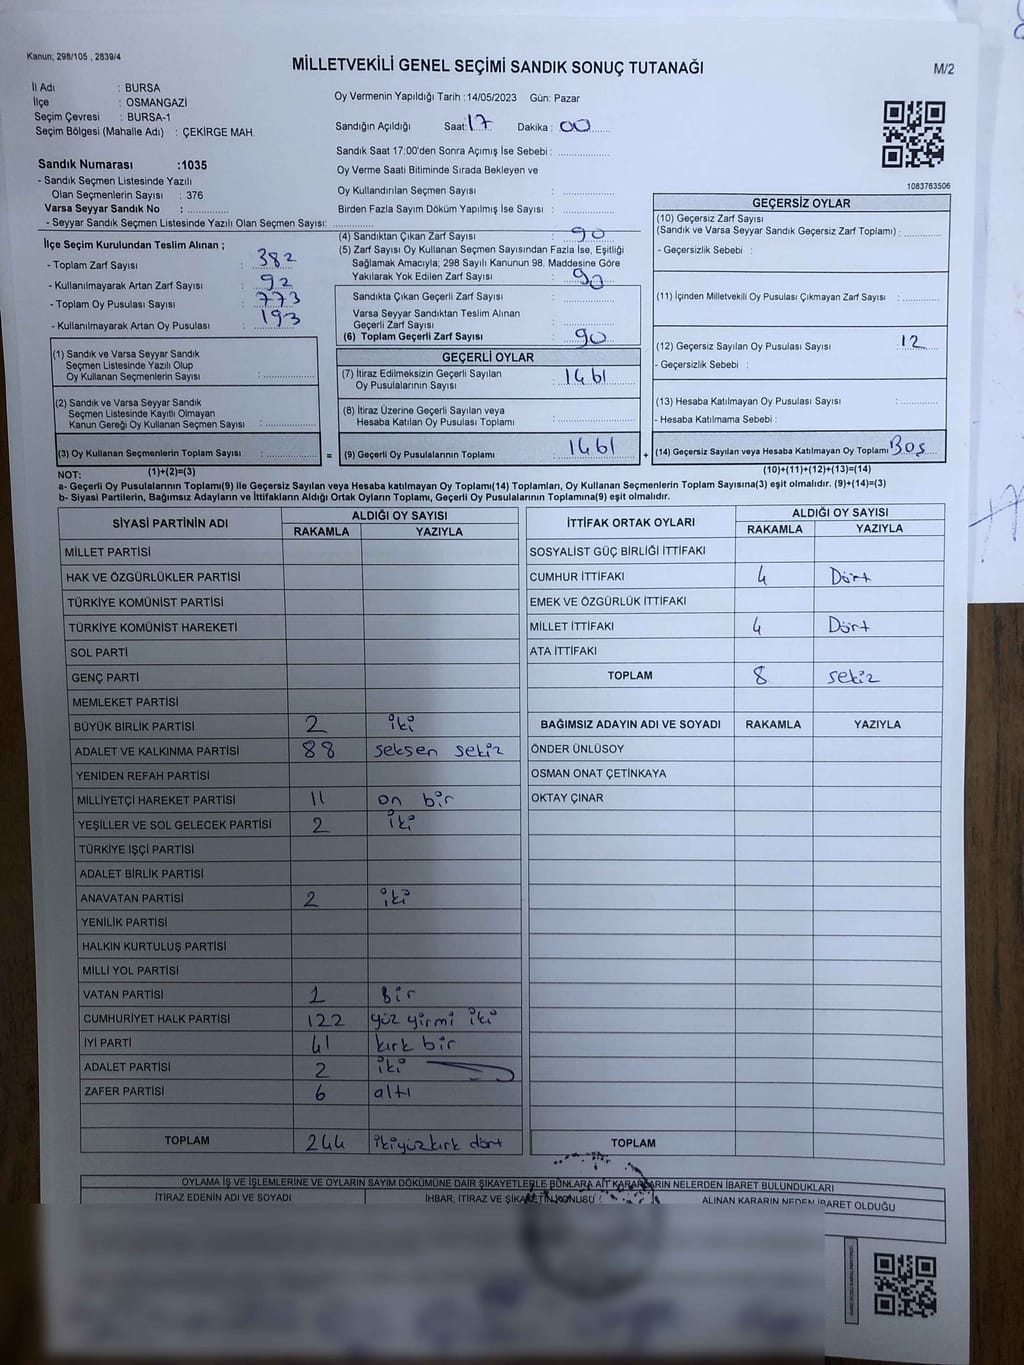 Kanun; 298/105 , 2839/4
MİLLETVEKİLİ GENEL SEÇİMİ SANDIK SONUÇ TUTANAĞI
M/2
İl Adı : BURSA
İlçe : OSMANGAZİ
Seçim Çevresi : BURSA-1
Seçim Bölgesi (Mahalle Adı) : ÇEKİRGE MAH.
Sandık Numarası :1035
- Sandık Seçmen Listesinde Yazılı
Olan Seçmenlerin Sayısı : 376
Varsa Seyyar Sandık No : ..............
- Seyyar Sandık Seçmen Listesinde Yazılı Olan Seçmen Sayısı: ..............
Oy Vermenin Yapıldığı Tarih :14/05/2023 Gün: Pazar
Sandığın Açıldığı Saat: 17 Dakika : 00
Sandık Saat 17:00'den Sonra Açımış İse Sebebi : ..............
Oy Verme Saati Bitiminde Sırada Bekleyen ve
Oy Kullandırılan Seçmen Sayısı : ..............
Birden Fazla Sayım Döküm Yapılmış İse Sayısı : ..............
1083763506
İlçe Seçim Kurulundan Teslim Alınan ;
- Toplam Zarf Sayısı : 382
- Kullanılmayarak Artan Zarf Sayısı : 92
- Toplam Oy Pusulası Sayısı : 773
- Kullanılmayarak Artan Oy Pusulası : 193
(1) Sandık ve Varsa Seyyar Sandık
Seçmen Listesinde Yazılı Olup
Oy Kullanan Seçmenlerin Sayısı : ..............
(2) Sandık ve Varsa Seyyar Sandık
Seçmen Listesinde Kayıtlı Olmayan
Kanun Gereği Oy Kullanan Seçmen Sayısı : ..............
(3) Oy Kullanan Seçmenlerin Toplam Sayısı : .............. =
(1)+(2)=(3)
(4) Sandıktan Çıkan Zarf Sayısı : 90
(5) Zarf Sayısı Oy Kullanan Seçmen Sayısından Fazla İse, Eşitliği
Sağlamak Amacıyla; 298 Sayılı Kanunun 98. Maddesine Göre
Yakılarak Yok Edilen Zarf Sayısı : 90
Sandıkta Çıkan Geçerli Zarf Sayısı : ..............
Varsa Seyyar Sandıktan Teslim Alınan
Geçerli Zarf Sayısı : ..............
(6) Toplam Geçerli Zarf Sayısı : 90
GEÇERLİ OYLAR
(7) İtiraz Edilmeksizin Geçerli Sayılan
Oy Pusulalarının Sayısı : 1461
(8) İtiraz Üzerine Geçerli Sayılan veya
Hesaba Katılan Oy Pusulası Toplamı : ..............
(9) Geçerli Oy Pusulalarının Toplamı : 1461 +
GEÇERSİZ OYLAR
(10) Geçersiz Zarf Sayısı
(Sandık ve Varsa Seyyar Sandık Geçersiz Zarf Toplamı) : ..............
- Geçersizlik Sebebi :
(11) İçinden Milletvekili Oy Pusulası Çıkmayan Zarf Sayısı : ..............
(12) Geçersiz Sayılan Oy Pusulası Sayısı : 12
- Geçersizlik Sebebi :
(13) Hesaba Katılmayan Oy Pusulası Sayısı : ..............
- Hesaba Katılmama Sebebi :
(14) Geçersiz Sayılan veya Hesaba Katılmayan Oy Toplamı Boş
(10)+(11)+(12)+(13)=(14)
NOT:
a- Geçerli Oy Pusulalarının Toplamı(9) ile Geçersiz Sayılan veya Hesaba katılmayan Oy Toplamı(14) Toplamları, Oy Kullanan Seçmenlerin Toplam Sayısına(3) eşit olmalıdır. (9)+(14)=(3)
b- Siyasi Partilerin, Bağımsız Adayların ve İttifakların Aldığı Ortak Oyların Toplamı, Geçerli Oy Pusulalarının Toplamına(9) eşit olmalıdır.
SİYASİ PARTİNİN ADI ALDIĞI OY SAYISI
RAKAMLA YAZIYLA
MİLLET PARTİSİ
HAK VE ÖZGÜRLÜKLER PARTİSİ
TÜRKİYE KOMÜNİST PARTİSİ
TÜRKİYE KOMÜNİST HAREKETİ
SOL PARTİ
GENÇ PARTİ
MEMLEKET PARTİSİ
BÜYÜK BİRLİK PARTİSİ 2 iki
ADALET VE KALKINMA PARTİSİ 88 seksen sekiz
YENİDEN REFAH PARTİSİ
MİLLİYETÇİ HAREKET PARTİSİ 11 on bir
YEŞİLLER VE SOL GELECEK PARTİSİ 2 iki
TÜRKİYE İŞÇİ PARTİSİ
ADALET BİRLİK PARTİSİ
ANAVATAN PARTİSİ 2 iki
YENİLİK PARTİSİ
HALKIN KURTULUŞ PARTİSİ
MİLLİ YOL PARTİSİ
VATAN PARTİSİ 1 Bir
CUMHURİYET HALK PARTİSİ 122 yüz yirmi iki
İYİ PARTİ 41 kırk bir
ADALET PARTİSİ 2 iki
ZAFER PARTİSİ 6 altı
TOPLAM 244 ikiyüzkırk dört
İTTİFAK ORTAK OYLARI ALDIĞI OY SAYISI
RAKAMLA YAZIYLA
SOSYALİST GÜÇ BİRLİĞİ İTTİFAKI
CUMHUR İTTİFAKI 4 Dört
EMEK VE ÖZGÜRLÜK İTTİFAKI
MİLLET İTTİFAKI 4 Dört
ATA İTTİFAKI
TOPLAM 8 sekiz
BAĞIMSIZ ADAYIN ADI VE SOYADI RAKAMLA YAZIYLA
ÖNDER ÜNLÜSOY
OSMAN ONAT ÇETİNKAYA
OKTAY ÇINAR
TOPLAM
OYLAMA İŞ VE İŞLEMLERİNE VE OYLARIN SAYIM DÖKÜMÜNE DAİR ŞİKAYETLERLE BUNLARA AİT KARARLARIN NELERDEN İBARET BULUNDUKLARI
İTİRAZ EDENİN ADI VE SOYADI İHBAR, İTİRAZ VE ŞİKAYETİN KONUSU ALINAN KARARIN NEDEN İBARET OLDUĞU